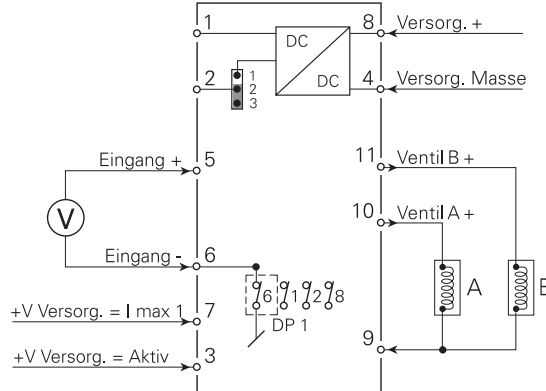 1
DC
8
Versorg. +
2
1
2
3
DC
4
Versorg. Masse
Eingang +
5
11
Ventil B +
V
10
Ventil A +
Eingang -
6
6
1
2
8
A
DP 1
+V Versorg. = I max 1
7
9
+V Versorg. = Aktiv
3